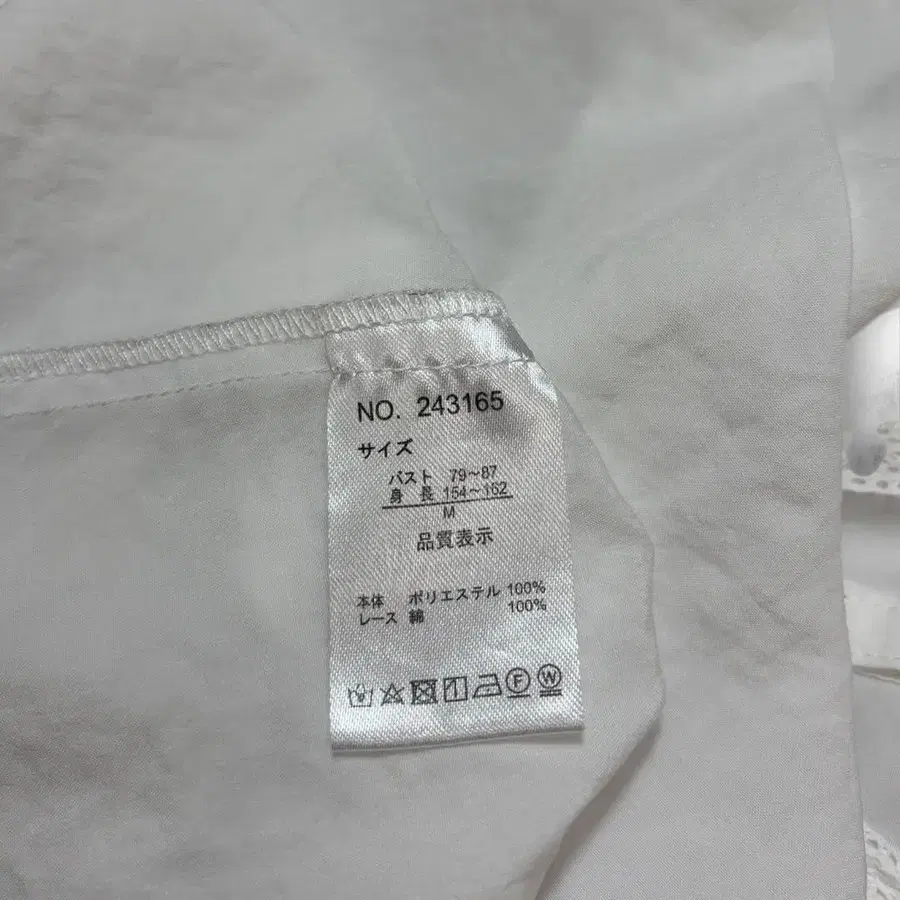 NO. 243165
サイズ
バスト 79～87
身 長 154～162
M
品質表示
本体 ポリエステル 100%
レース 綿 100%
F W